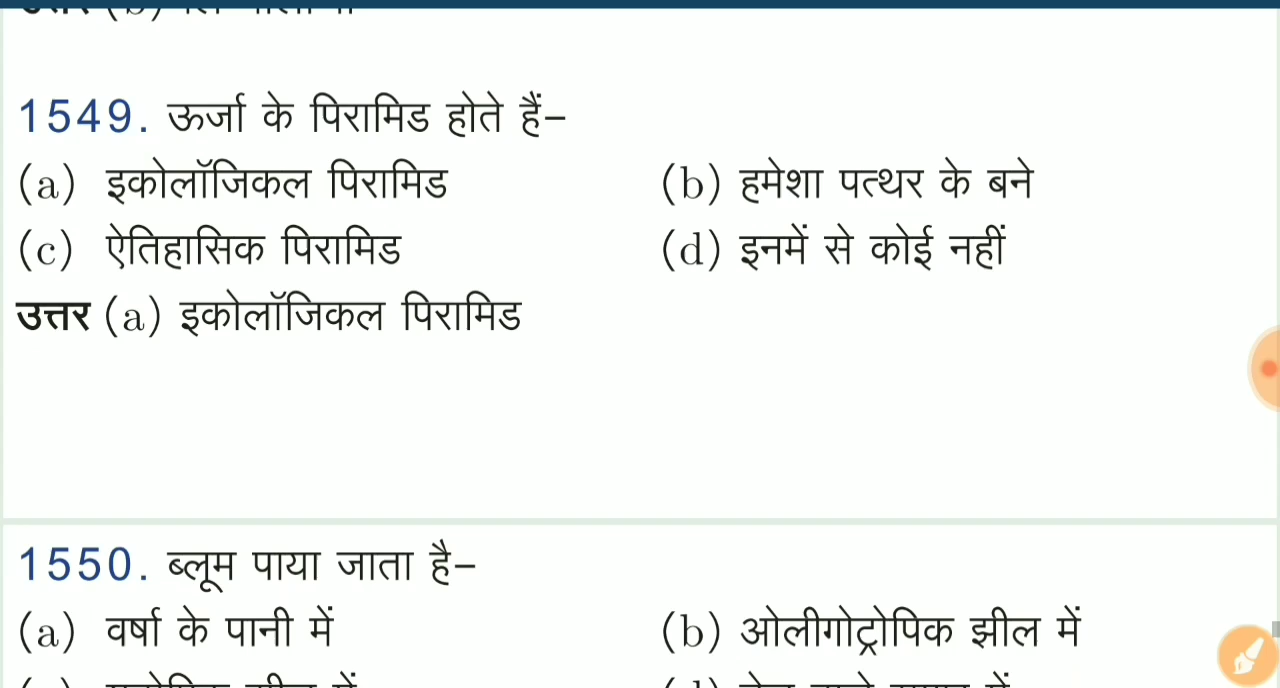 1549. ऊर्जा के पिरामिड होते हैं–
(a) इकोलॉजिकल पिरामिड (b) हमेशा पत्थर के बने
(c) ऐतिहासिक पिरामिड (d) इनमें से कोई नहीं
उत्तर (a) इकोलॉजिकल पिरामिड
1550. ब्लूम पाया जाता है–
(a) वर्षा के पानी में (b) ओलीगोट्रोपिक झील में